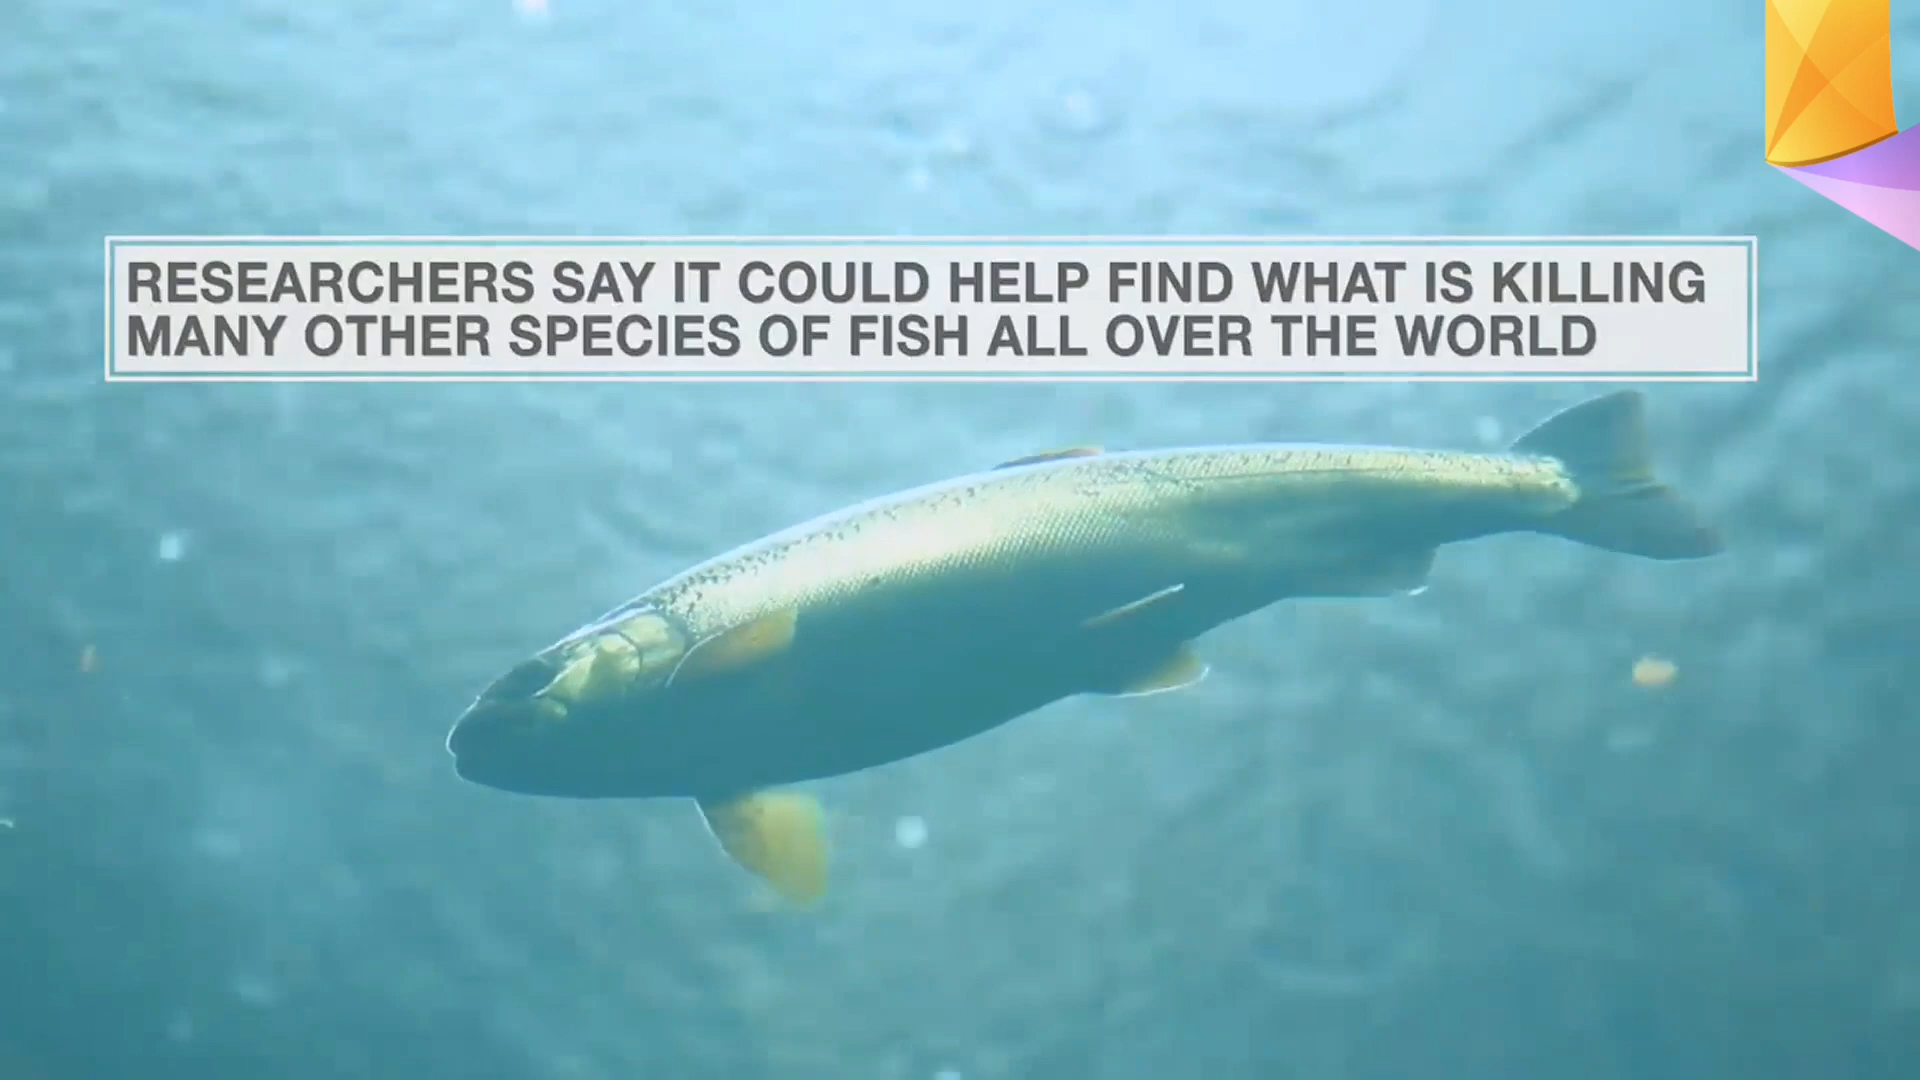 RESEARCHERS SAY IT COULD HELP FIND WHAT IS KILLING
MANY OTHER SPECIES OF FISH ALL OVER THE WORLD